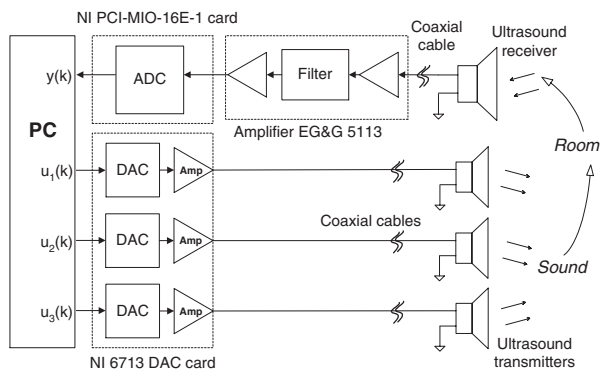 NI PCI-MIO-16E-1 card
Coaxial
cable
Ultrasound
receiver
y(k)
ADC
Filter
Amplifier EG&G 5113
PC
Room
u1(k)
DAC
Amp
Coaxial cables
u2(k)
DAC
Amp
Sound
u3(k)
DAC
Amp
Ultrasound
transmitters
NI 6713 DAC card